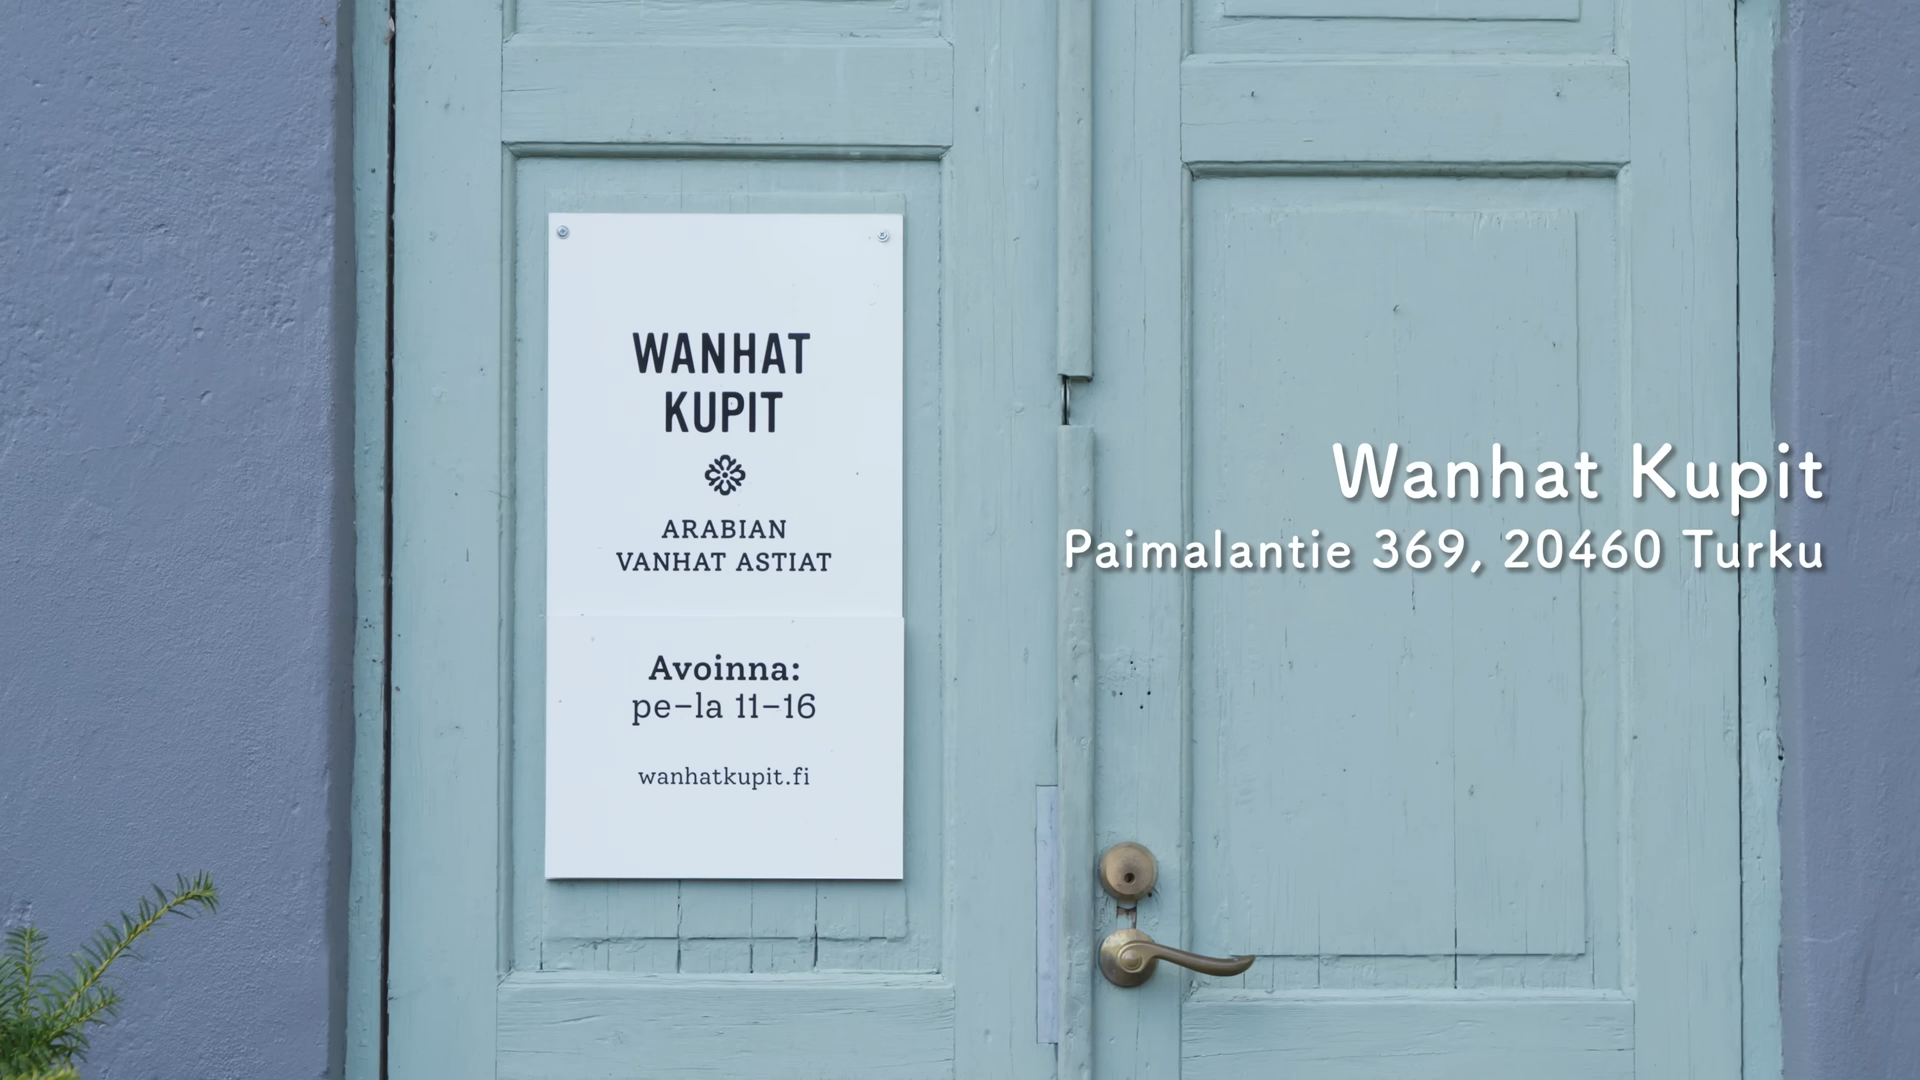 WANHAT
KUPIT
ARABIAN
VANHAT ASTIAT
Avoinna:
pe–la 11–16
wanhatkupit.fi
Wanhat Kupit
Paimalantie 369, 20460 Turku